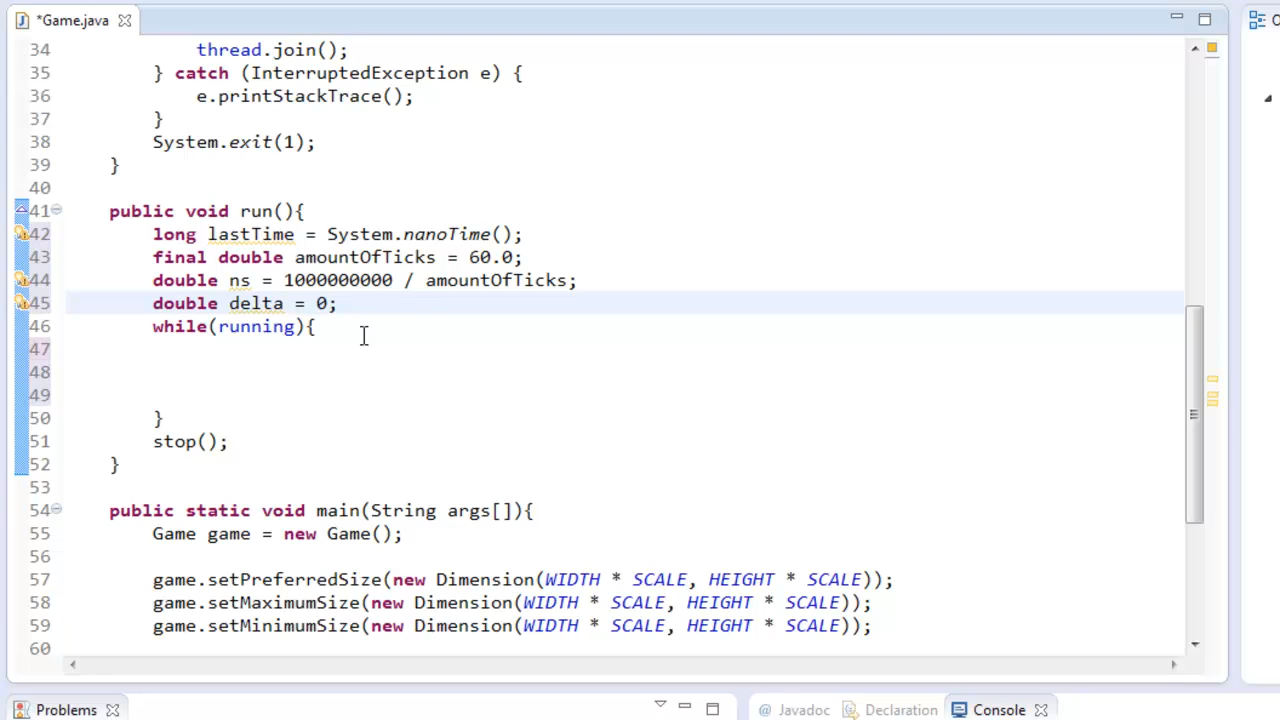 *Game.java
34 thread.join();
35 } catch (InterruptedException e) {
36 e.printStackTrace();
37 }
38 System.exit(1);
39 }
40
41 public void run(){
42 long lastTime = System.nanoTime();
43 final double amountOfTicks = 60.0;
44 double ns = 1000000000 / amountOfTicks;
45 double delta = 0;
46 while(running){
47
48
49
50 }
51 stop();
52 }
53
54 public static void main(String args[]){
55 Game game = new Game();
56
57 game.setPreferredSize(new Dimension(WIDTH * SCALE, HEIGHT * SCALE));
58 game.setMaximumSize(new Dimension(WIDTH * SCALE, HEIGHT * SCALE));
59 game.setMinimumSize(new Dimension(WIDTH * SCALE, HEIGHT * SCALE));
60
Problems
@ Javadoc Declaration Console